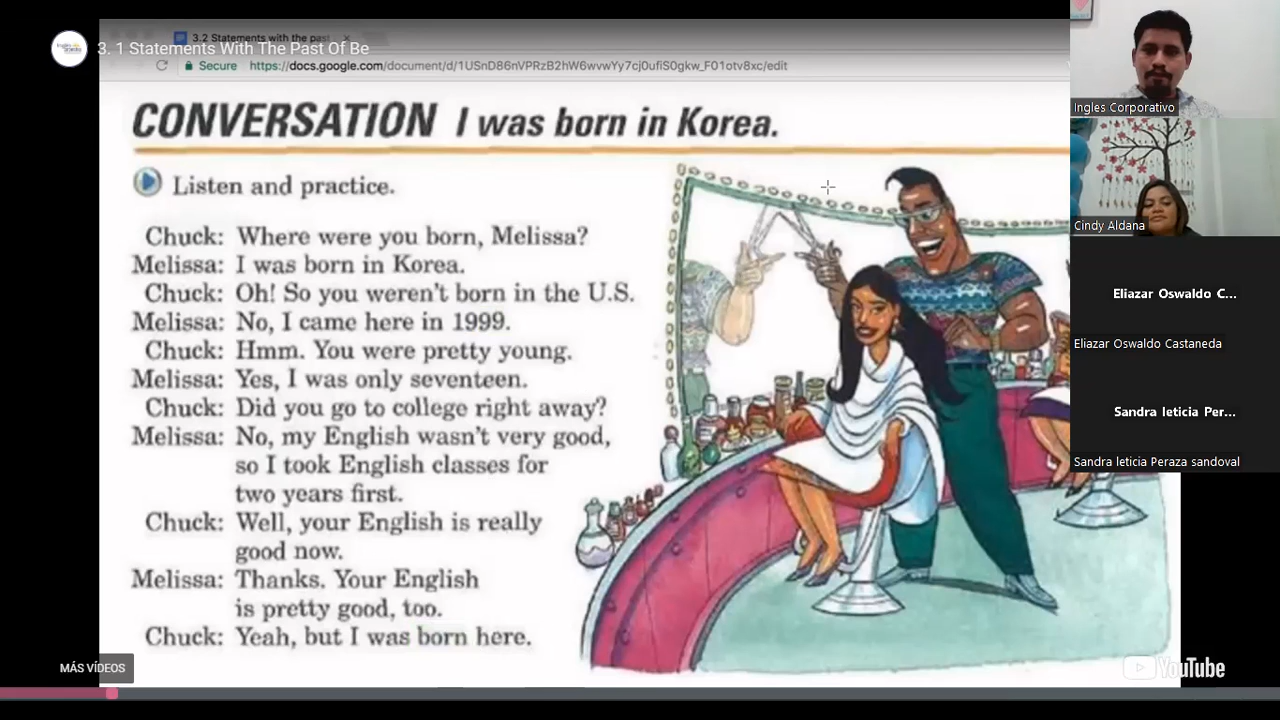 3.2 Statements with the past
3. 1 Statements With The Past Of Be
Secure https://docs.google.com/document/d/1USnD86nVPRzB2hW6wvwYy7cj0ufiS0gkw_F01otv8xc/edit
CONVERSATION I was born in Korea.
Listen and practice.
Chuck: Where were you born, Melissa?
Melissa: I was born in Korea.
Chuck: Oh! So you weren't born in the U.S.
Melissa: No, I came here in 1999.
Chuck: Hmm. You were pretty young.
Melissa: Yes, I was only seventeen.
Chuck: Did you go to college right away?
Melissa: No, my English wasn't very good,
so I took English classes for
two years first.
Chuck: Well, your English is really
good now.
Melissa: Thanks. Your English
is pretty good, too.
Chuck: Yeah, but I was born here.
MÁS VÍDEOS
YouTube
Ingles Corporativo
Cindy Aldana
Eliazar Oswaldo C...
Eliazar Oswaldo Castaneda
Sandra leticia Per...
Sandra leticia Peraza sandoval